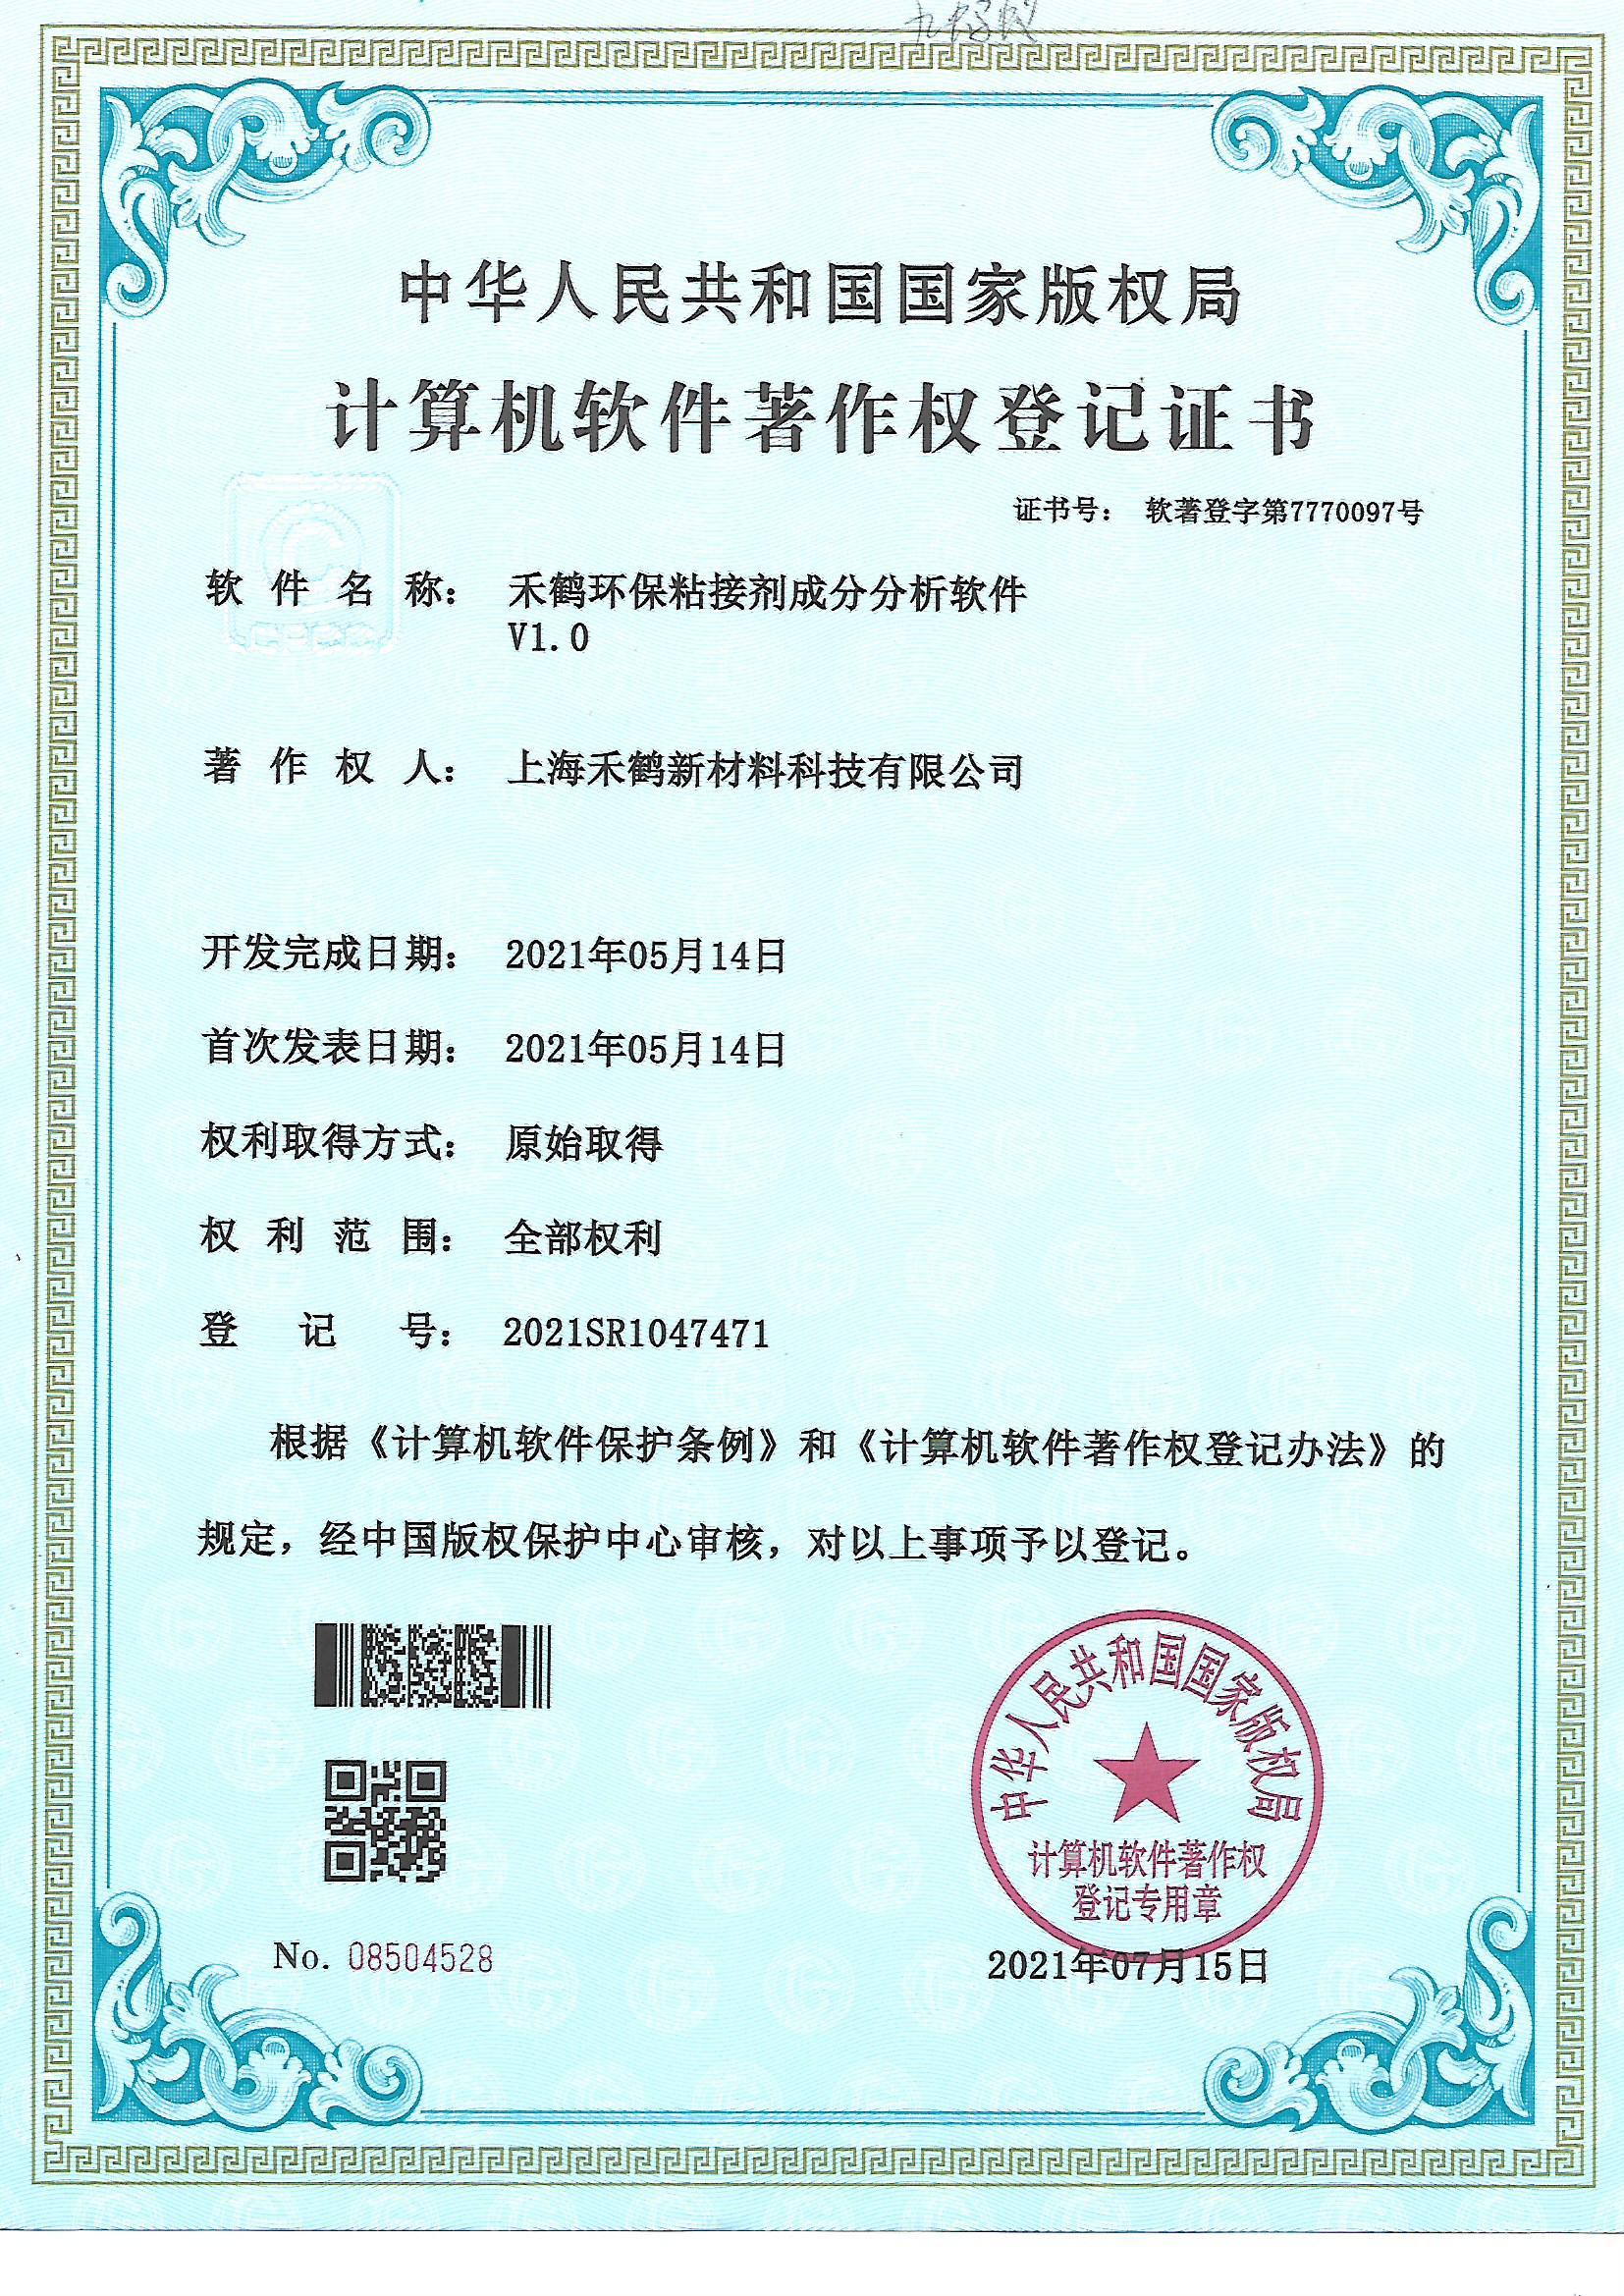 中华人民共和国国家版权局
计算机软件著作权登记证书
证书号： 软著登字第7770097号
软件名称： 禾鹤环保粘接剂成分分析软件
V1.0
著作权人： 上海禾鹤新材料科技有限公司
开发完成日期： 2021年05月14日
首次发表日期： 2021年05月14日
权利取得方式： 原始取得
权利范围： 全部权利
登记号： 2021SR1047471
根据《计算机软件保护条例》和《计算机软件著作权登记办法》的
规定，经中国版权保护中心审核，对以上事项予以登记。
中华人民共和国国家版权局
计算机软件著作权
登记专用章
No. 08504528
2021年07月15日